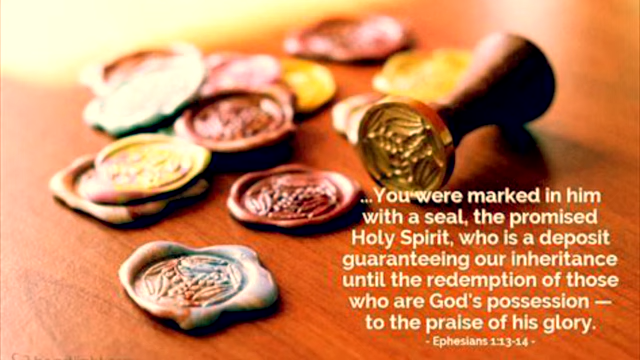 ...You were marked in him
with a seal, the promised
Holy Spirit, who is a deposit
guaranteeing our inheritance
until the redemption of those
who are God's possession —
to the praise of his glory.
- Ephesians 1:13-14 -